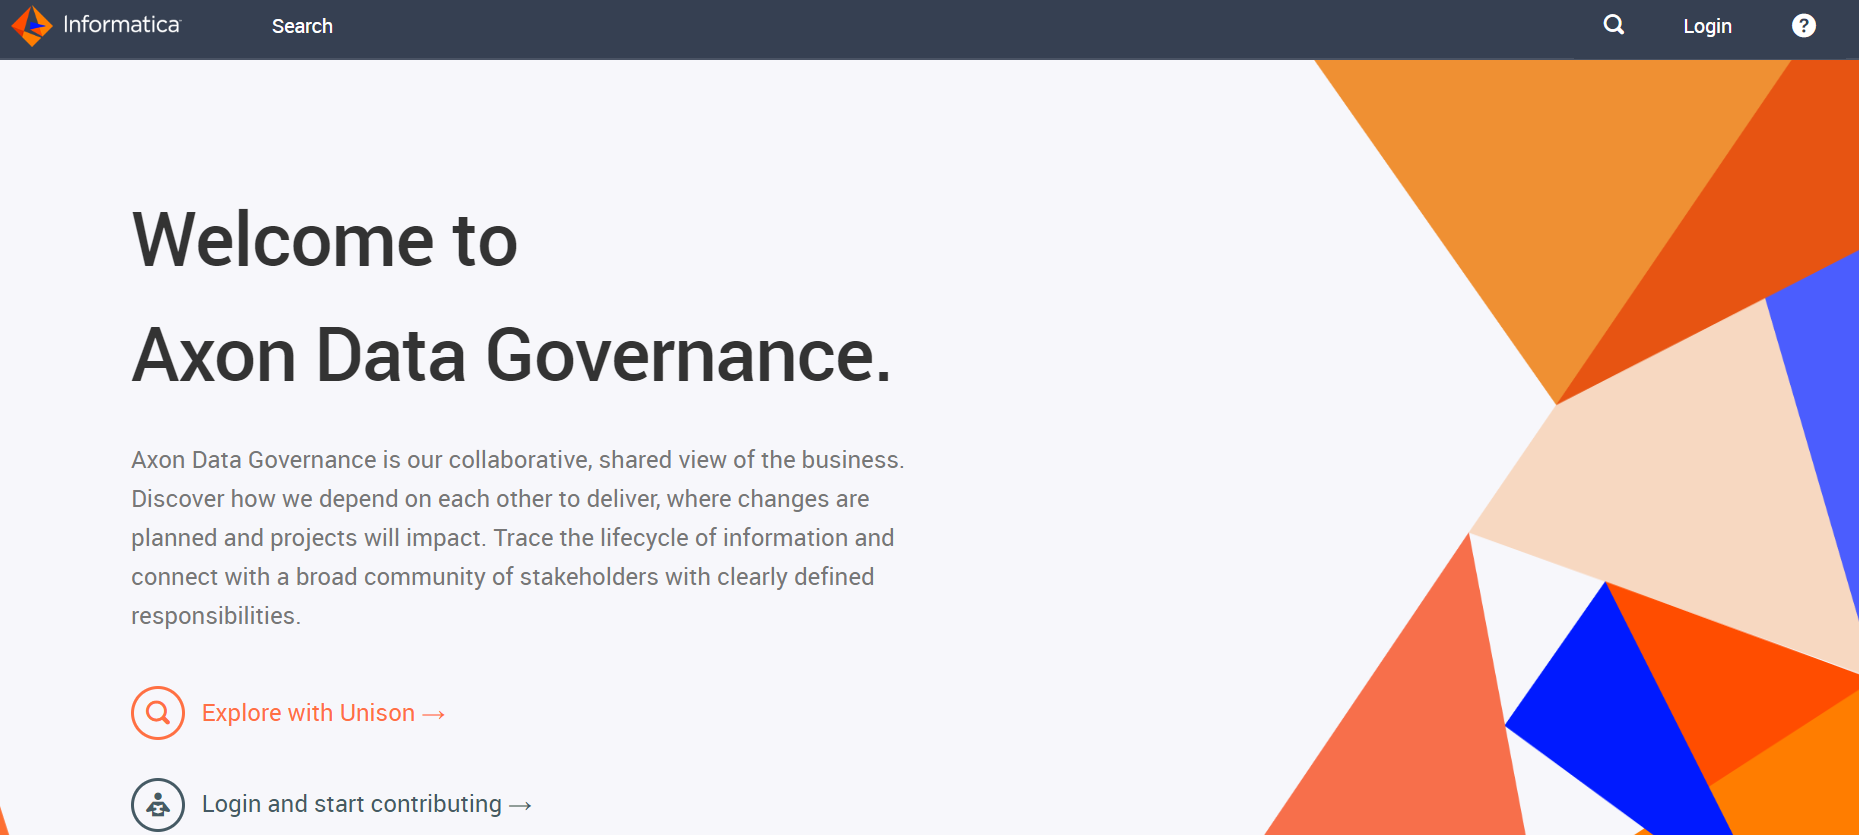 Informatica
Search
Login
?
Welcome to
Axon Data Governance.
Axon Data Governance is our collaborative, shared view of the business.
Discover how we depend on each other to deliver, where changes are
planned and projects will impact. Trace the lifecycle of information and
connect with a broad community of stakeholders with clearly defined
responsibilities.
Explore with Unison →
Login and start contributing →